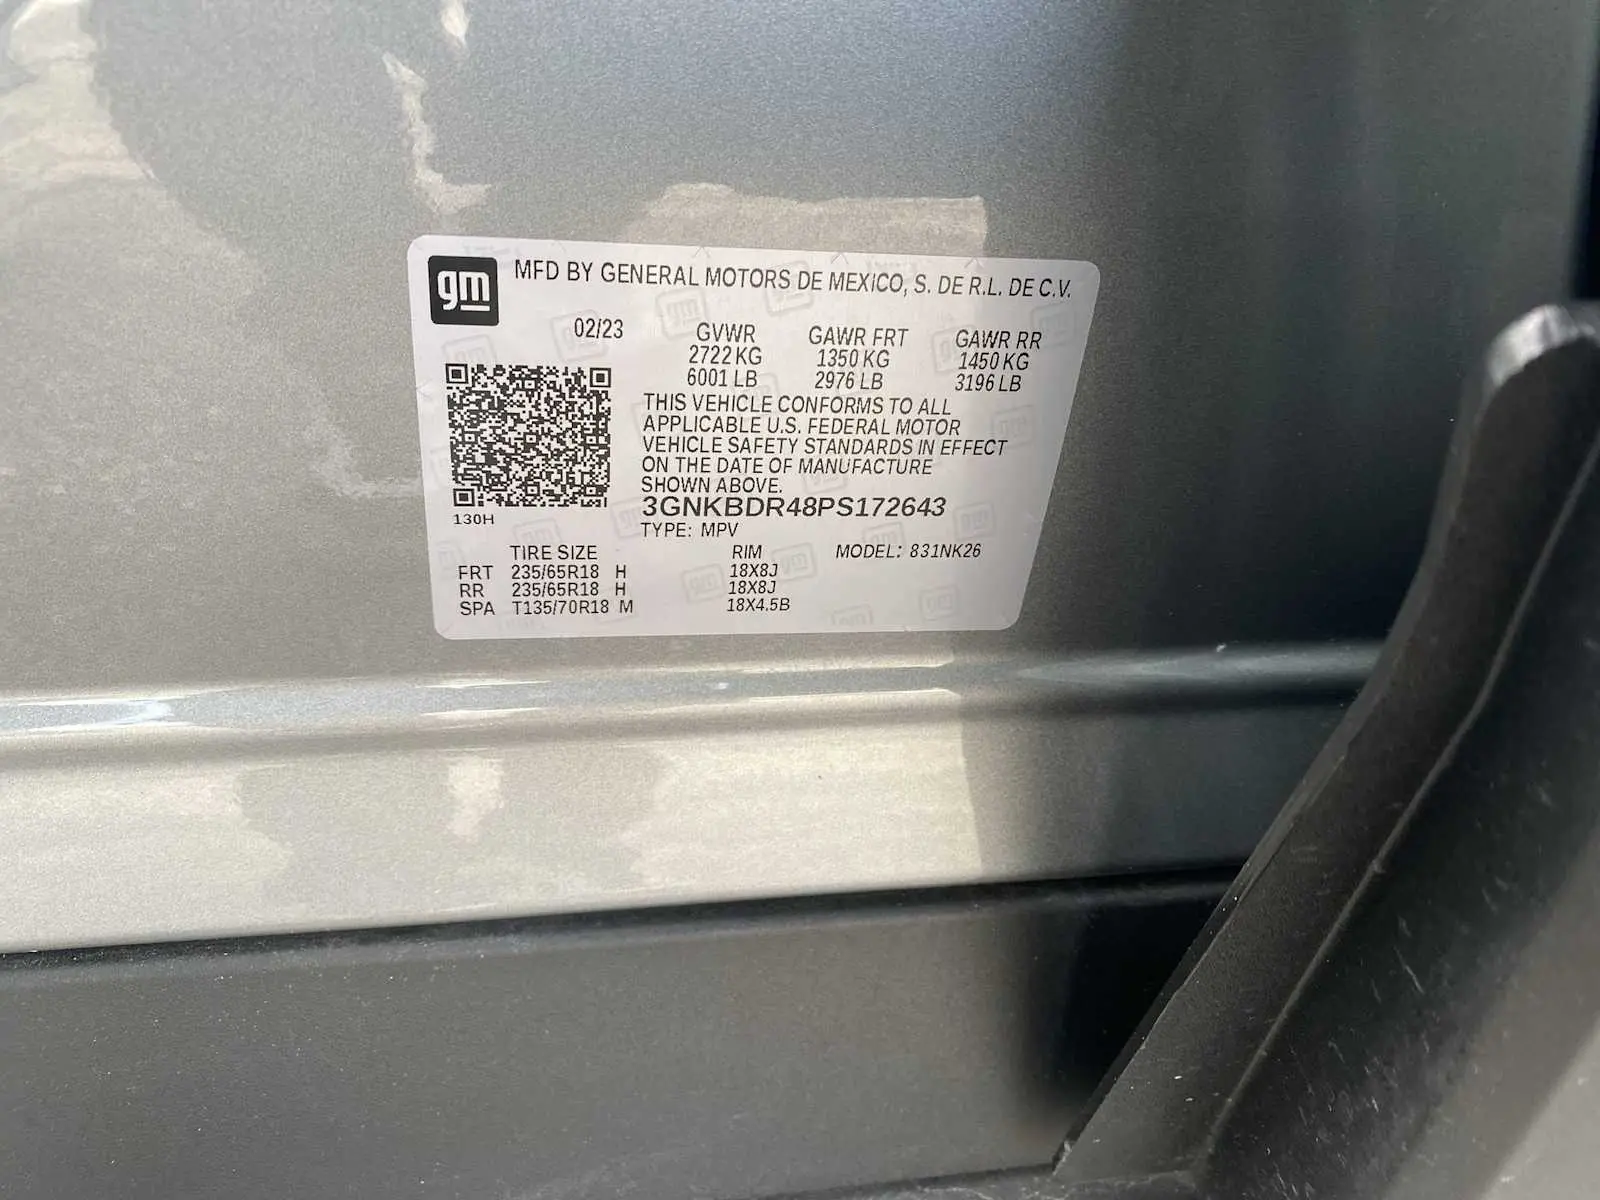 gm MFD BY GENERAL MOTORS DE MEXICO, S. DE R.L. DE C.V.
02/23 GVWR GAWR FRT GAWR RR
2722 KG 1350 KG 1450 KG
6001 LB 2976 LB 3196 LB
THIS VEHICLE CONFORMS TO ALL
APPLICABLE U.S. FEDERAL MOTOR
VEHICLE SAFETY STANDARDS IN EFFECT
ON THE DATE OF MANUFACTURE
SHOWN ABOVE.
3GNKBDR48PS172643
130H
TYPE: MPV
TIRE SIZE RIM MODEL: 831NK26
FRT 235/65R18 H 18X8J
RR 235/65R18 H 18X8J
SPA T135/70R18 M 18X4.5B